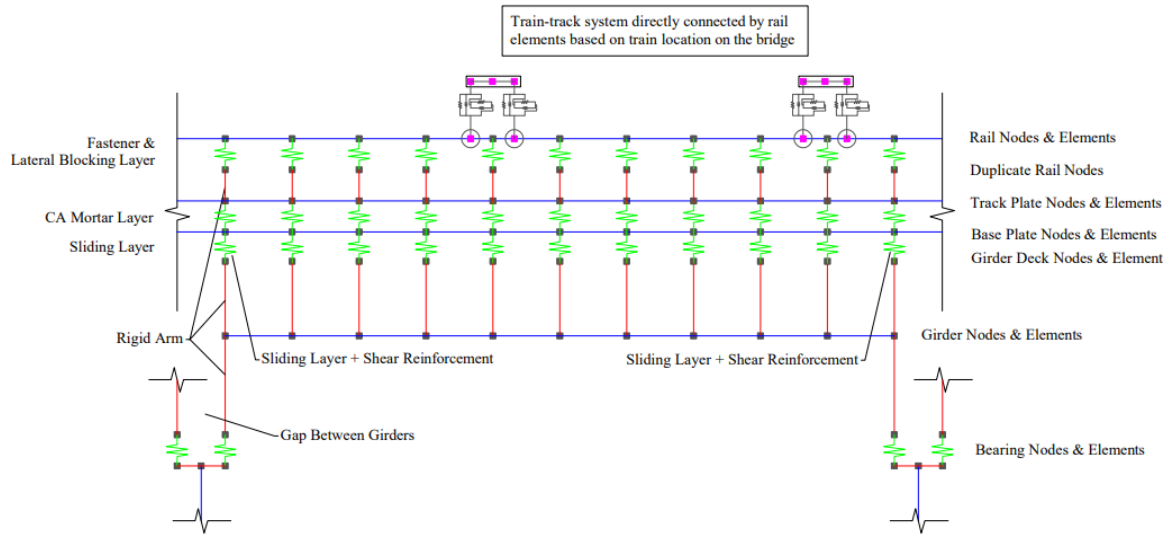 Train-track system directly connected by rail
elements based on train location on the bridge
Fastener &
Lateral Blocking Layer
Rail Nodes & Elements
Duplicate Rail Nodes
CA Mortar Layer
Track Plate Nodes & Elements
Sliding Layer
Base Plate Nodes & Elements
Girder Deck Nodes & Element
Rigid Arm
Girder Nodes & Elements
Sliding Layer + Shear Reinforcement
Sliding Layer + Shear Reinforcement
Gap Between Girders
Bearing Nodes & Elements